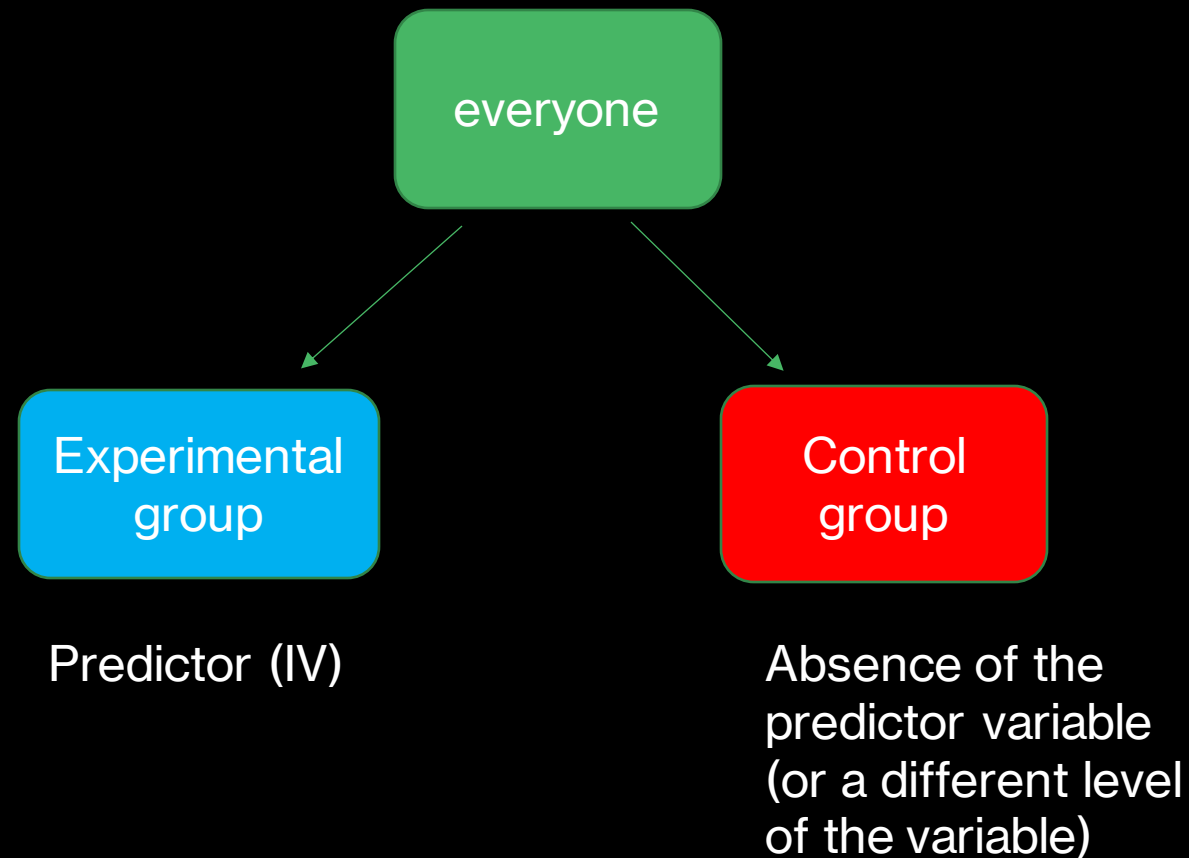 everyone
Experimental
group
Control
group
Predictor (IV)
Absence of the
predictor variable
(or a different level
of the variable)